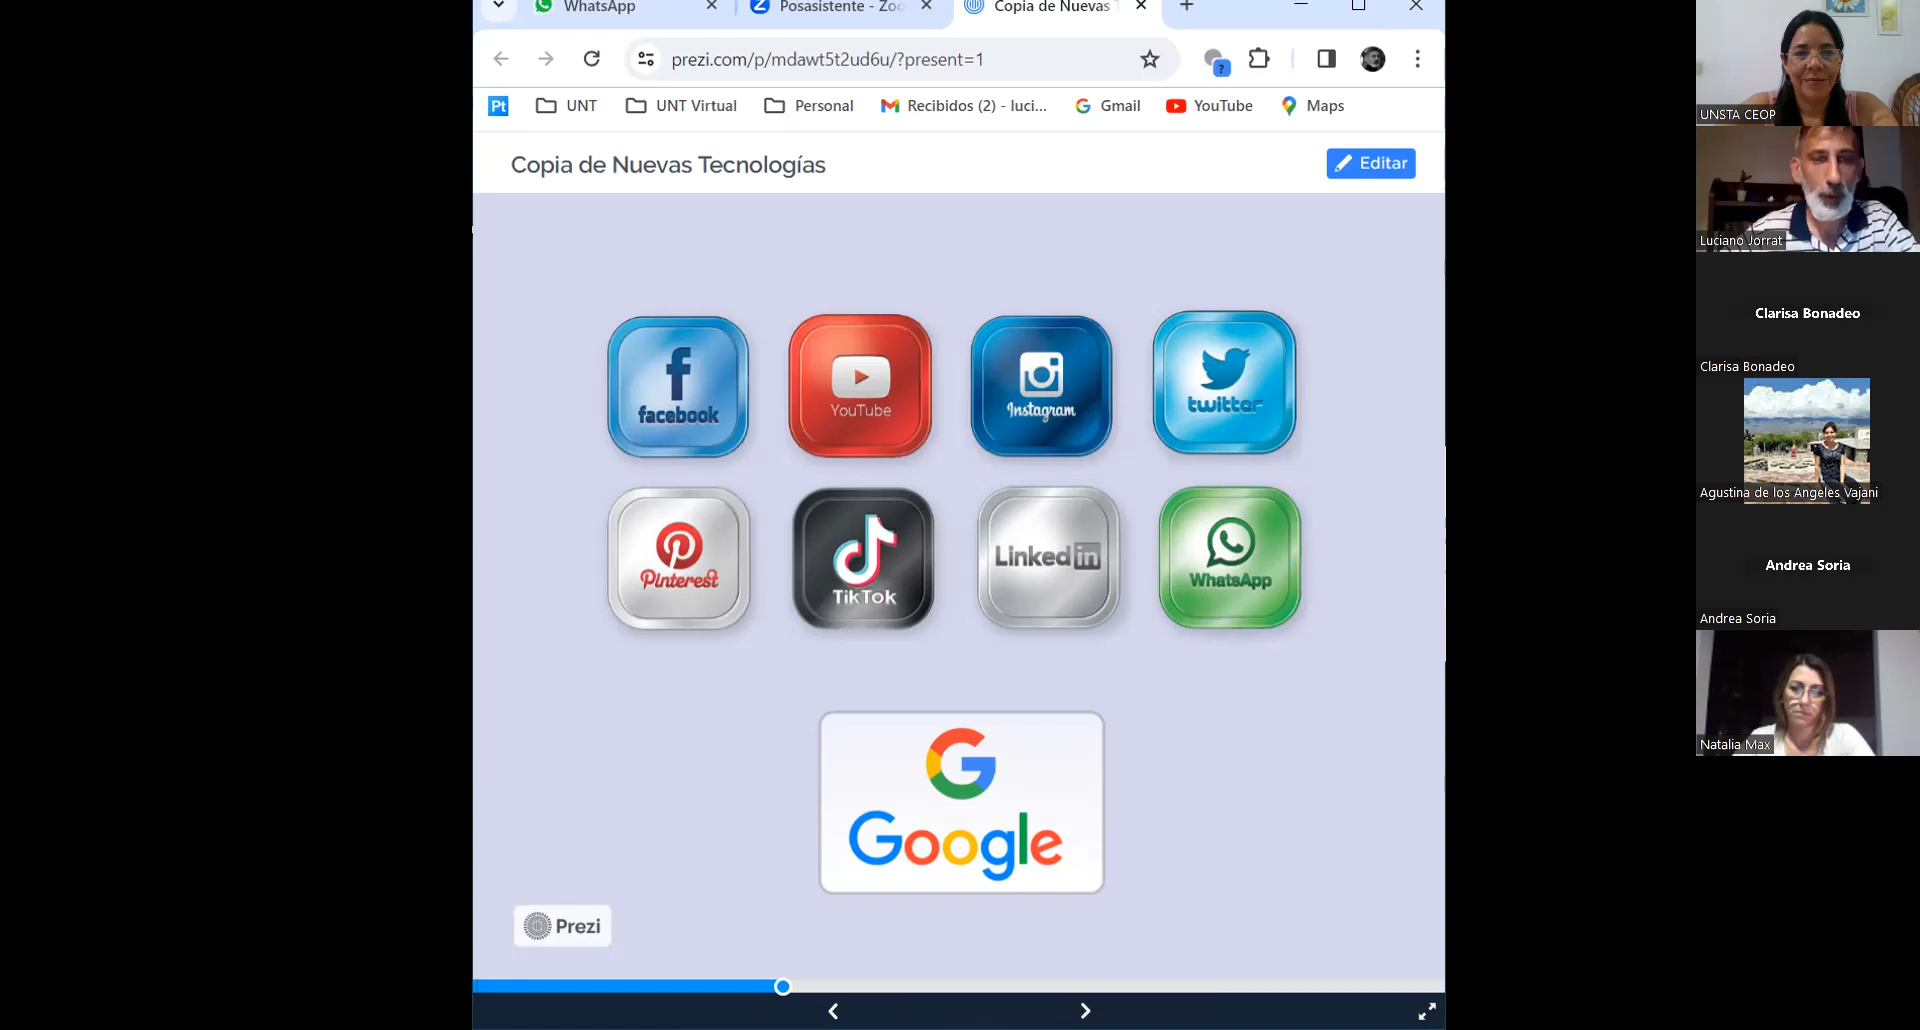 WhatsApp
Posasistente - Zoo
Copia de Nuevas T
prezi.com/p/mdawt5t2ud6u/?present=1
?
Pt
UNT
UNT Virtual
Personal
Recibidos (2) - luci...
Gmail
YouTube
Maps
Copia de Nuevas Tecnologías
Editar
facebook
YouTube
Instagram
twitter
Pinterest
TikTok
Linkedin
WhatsApp
Google
Prezi
UNSTA CEOP
Luciano Jorrat
Clarisa Bonadeo
Clarisa Bonadeo
Agustina de los Angeles Vajani
Andrea Soria
Andrea Soria
Natalia Max